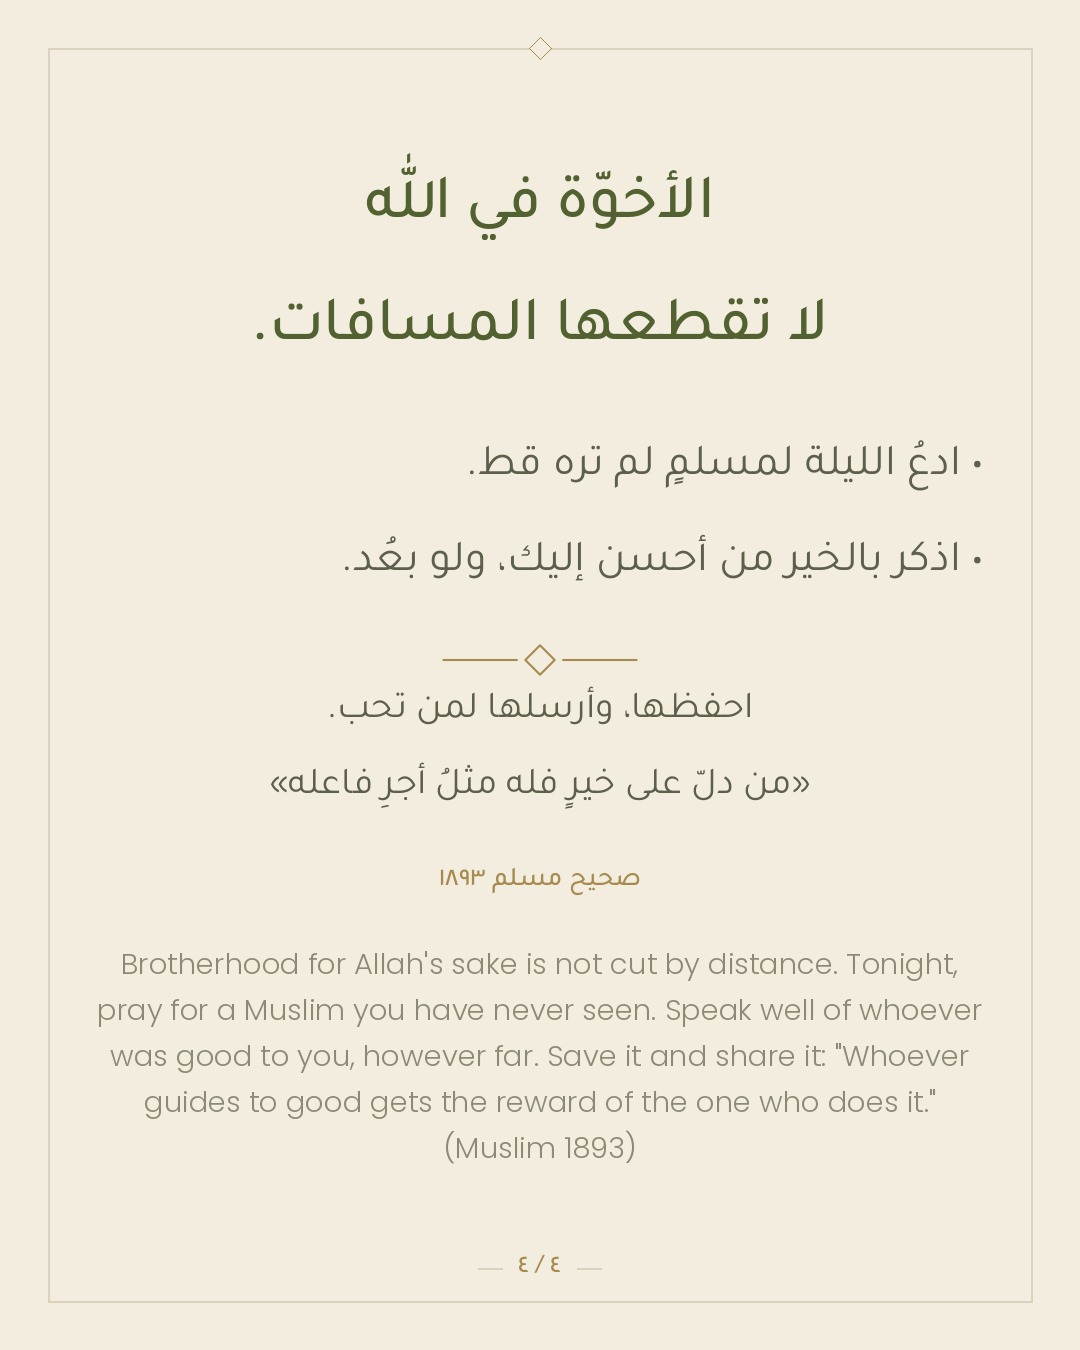 الأخوّة في الله
لا تقطعها المسافات.
• ادعُ الليلة لمسلمٍ لم تره قط.
• اذكر بالخير من أحسن إليك، ولو بعُد.
احفظها، وأرسلها لمن تحب.
«من دلّ على خيرٍ فله مثلُ أجرِ فاعله»
صحيح مسلم ١٨٩٣
Brotherhood for Allah's sake is not cut by distance. Tonight,
pray for a Muslim you have never seen. Speak well of whoever
was good to you, however far. Save it and share it: "Whoever
guides to good gets the reward of the one who does it."
(Muslim 1893)
٤ / ٤